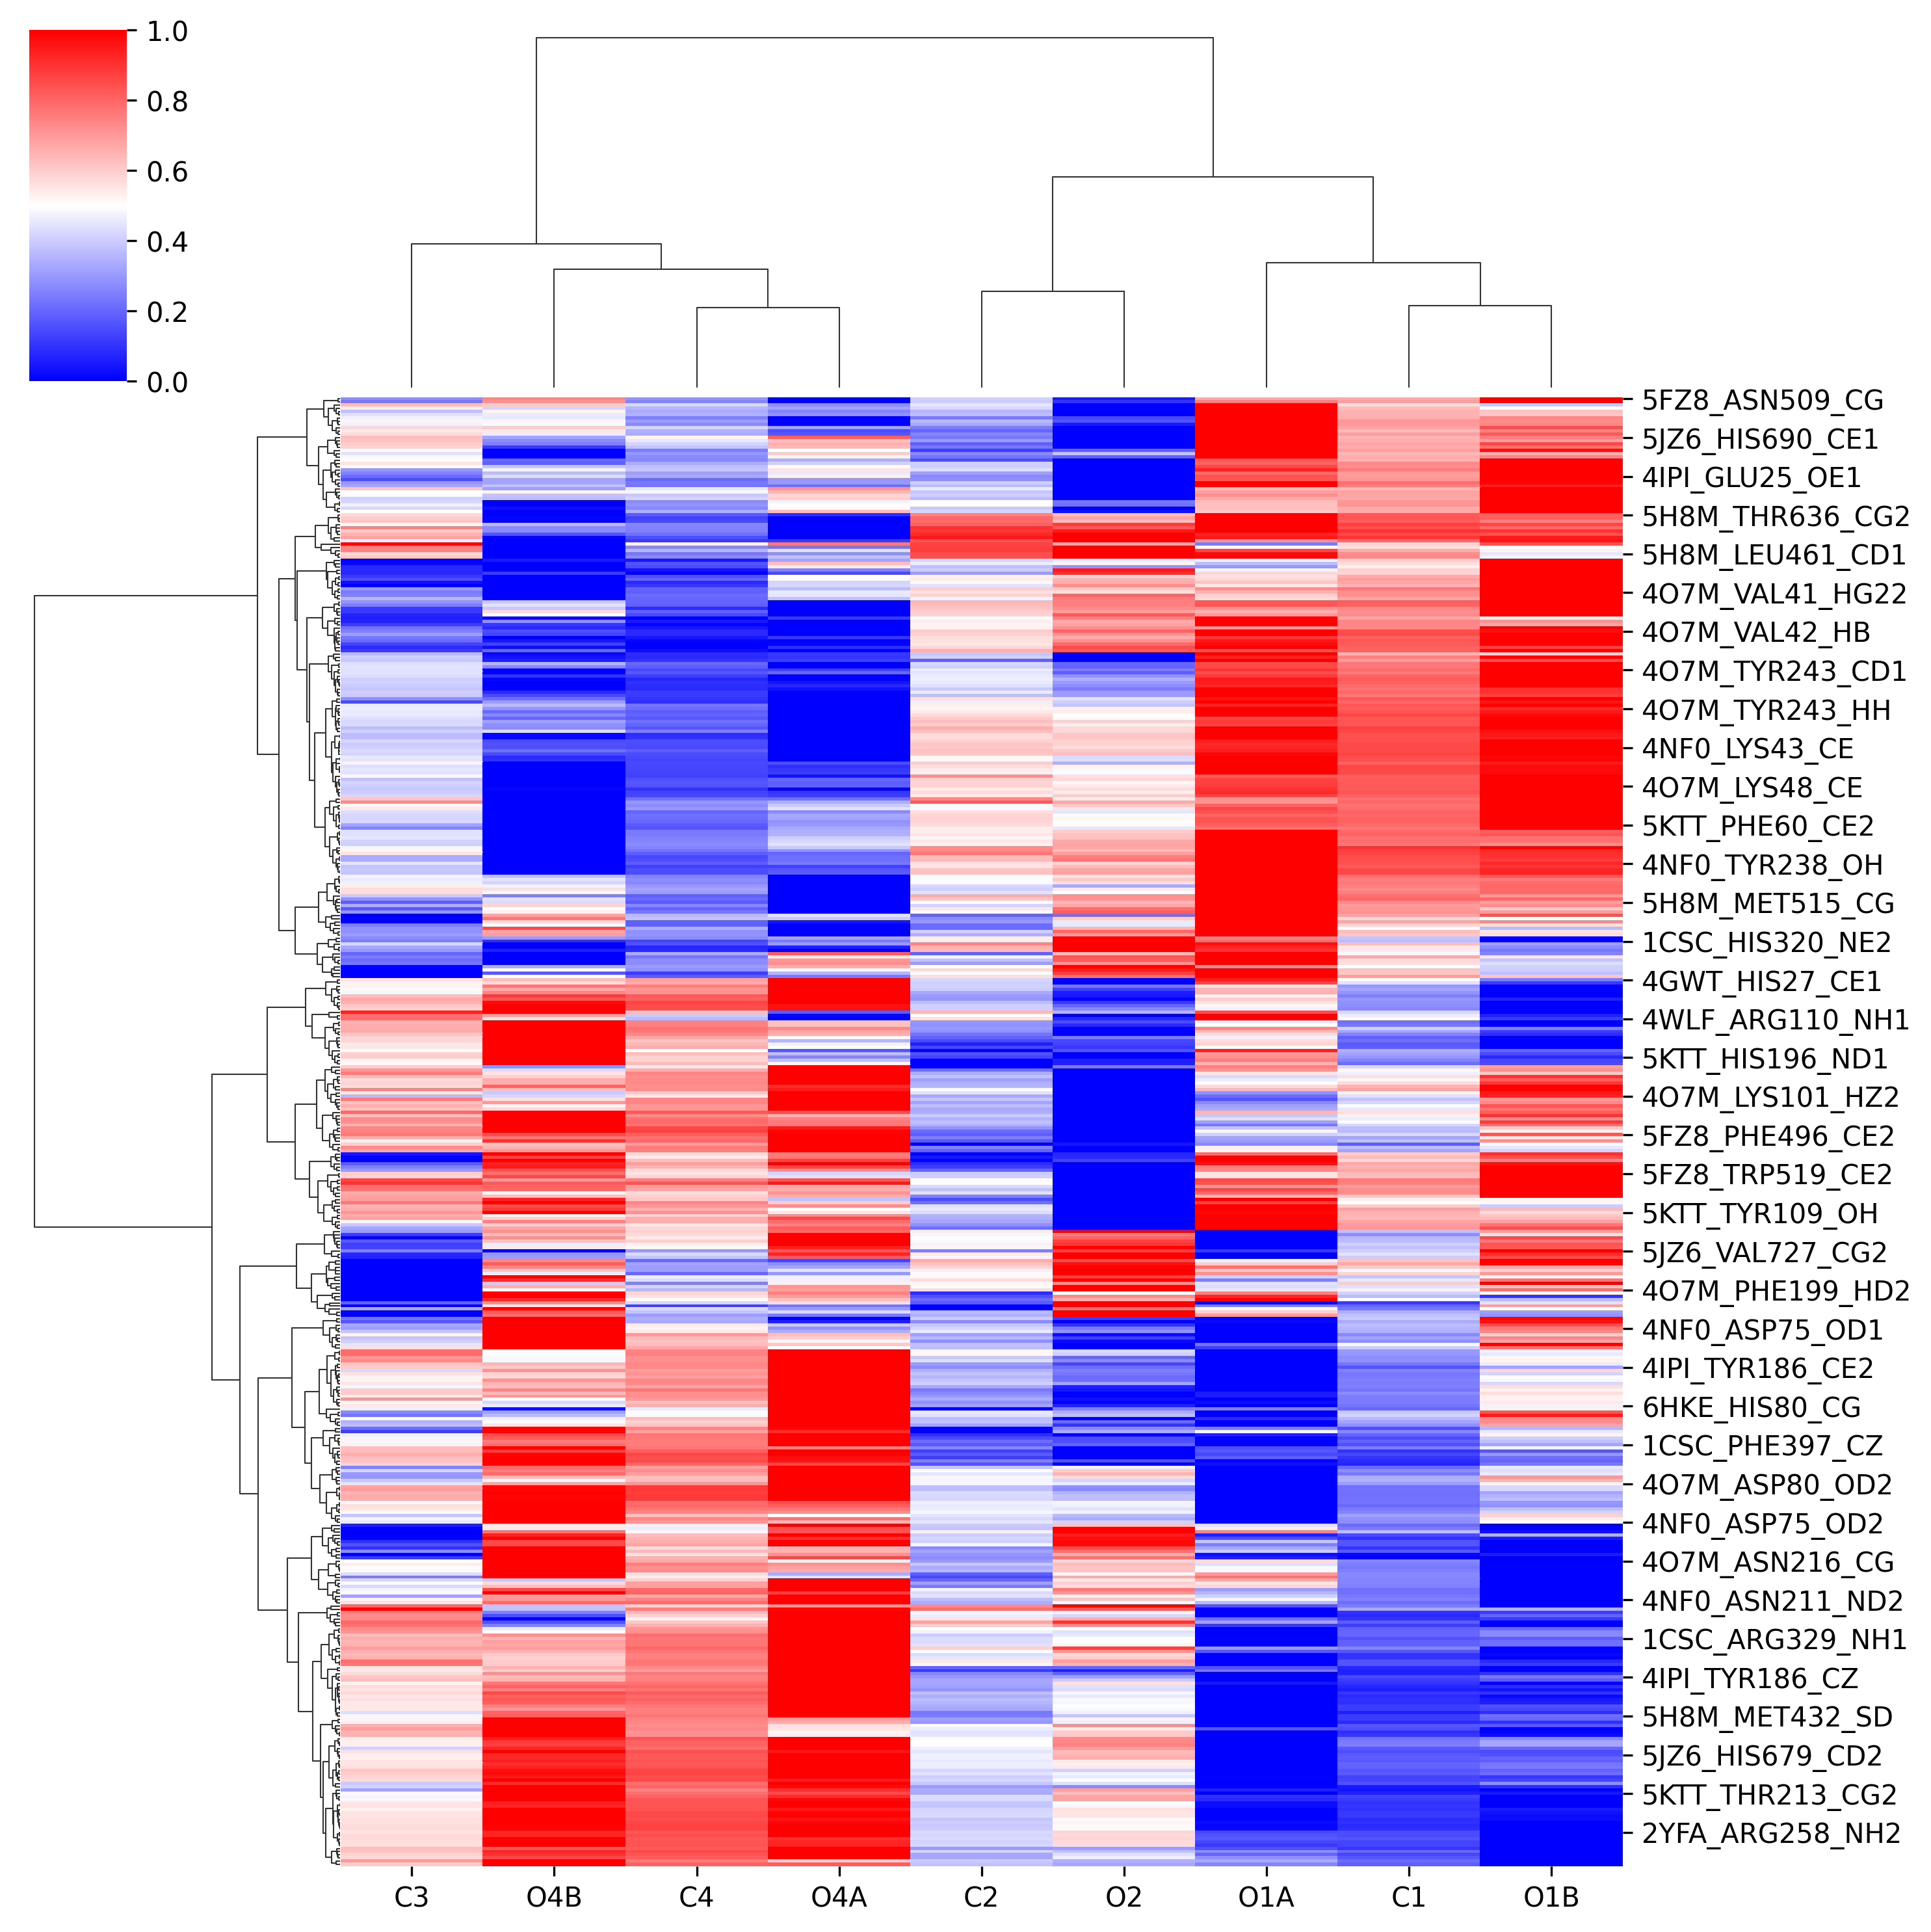 1.0
0.8
0.6
0.4
0.2
0.0
5FZ8_ASN509_CG
5JZ6_HIS690_CE1
4IPI_GLU25_OE1
5H8M_THR636_CG2
5H8M_LEU461_CD1
4O7M_VAL41_HG22
4O7M_VAL42_HB
4O7M_TYR243_CD1
4O7M_TYR243_HH
4NF0_LYS43_CE
4O7M_LYS48_CE
5KTT_PHE60_CE2
4NF0_TYR238_OH
5H8M_MET515_CG
1CSC_HIS320_NE2
4GWT_HIS27_CE1
4WLF_ARG110_NH1
5KTT_HIS196_ND1
4O7M_LYS101_HZ2
5FZ8_PHE496_CE2
5FZ8_TRP519_CE2
5KTT_TYR109_OH
5JZ6_VAL727_CG2
4O7M_PHE199_HD2
4NF0_ASP75_OD1
4IPI_TYR186_CE2
6HKE_HIS80_CG
1CSC_PHE397_CZ
4O7M_ASP80_OD2
4NF0_ASP75_OD2
4O7M_ASN216_CG
4NF0_ASN211_ND2
1CSC_ARG329_NH1
4IPI_TYR186_CZ
5H8M_MET432_SD
5JZ6_HIS679_CD2
5KTT_THR213_CG2
2YFA_ARG258_NH2
C3 O4B C4 O4A C2 O2 O1A C1 O1B